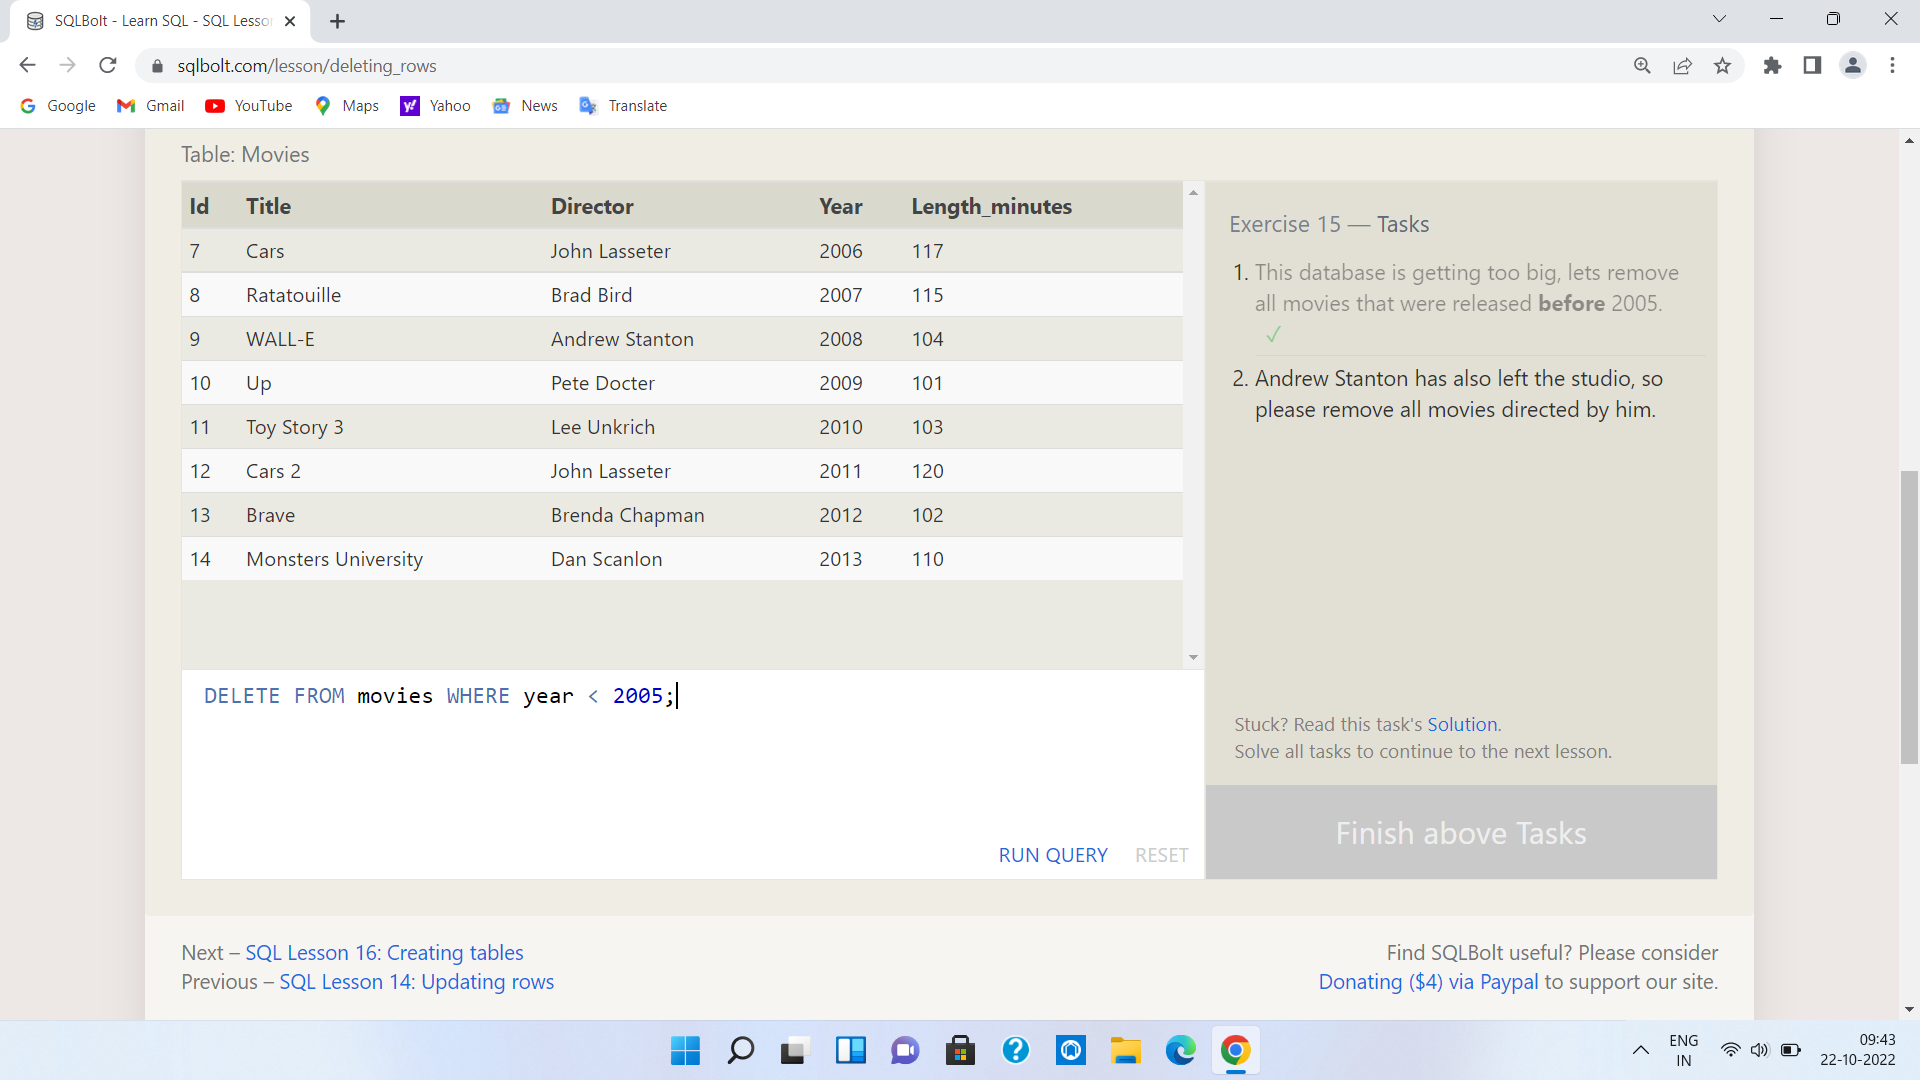 SQLBolt - Learn SQL - SQL Lesso
sqlbolt.com/lesson/deleting_rows
Google Gmail YouTube Maps Yahoo News Translate
Table: Movies
Id Title Director Year Length_minutes
7 Cars John Lasseter 2006 117
8 Ratatouille Brad Bird 2007 115
9 WALL-E Andrew Stanton 2008 104
10 Up Pete Docter 2009 101
11 Toy Story 3 Lee Unkrich 2010 103
12 Cars 2 John Lasseter 2011 120
13 Brave Brenda Chapman 2012 102
14 Monsters University Dan Scanlon 2013 110
DELETE FROM movies WHERE year < 2005;
RUN QUERY RESET
Exercise 15 — Tasks
1. This database is getting too big, lets remove
all movies that were released before 2005.
✓
2. Andrew Stanton has also left the studio, so
please remove all movies directed by him.
Stuck? Read this task's Solution.
Solve all tasks to continue to the next lesson.
Finish above Tasks
Next – SQL Lesson 16: Creating tables
Previous – SQL Lesson 14: Updating rows
Find SQLBolt useful? Please consider
Donating ($4) via Paypal to support our site.
ENG
IN
09:43
22-10-2022